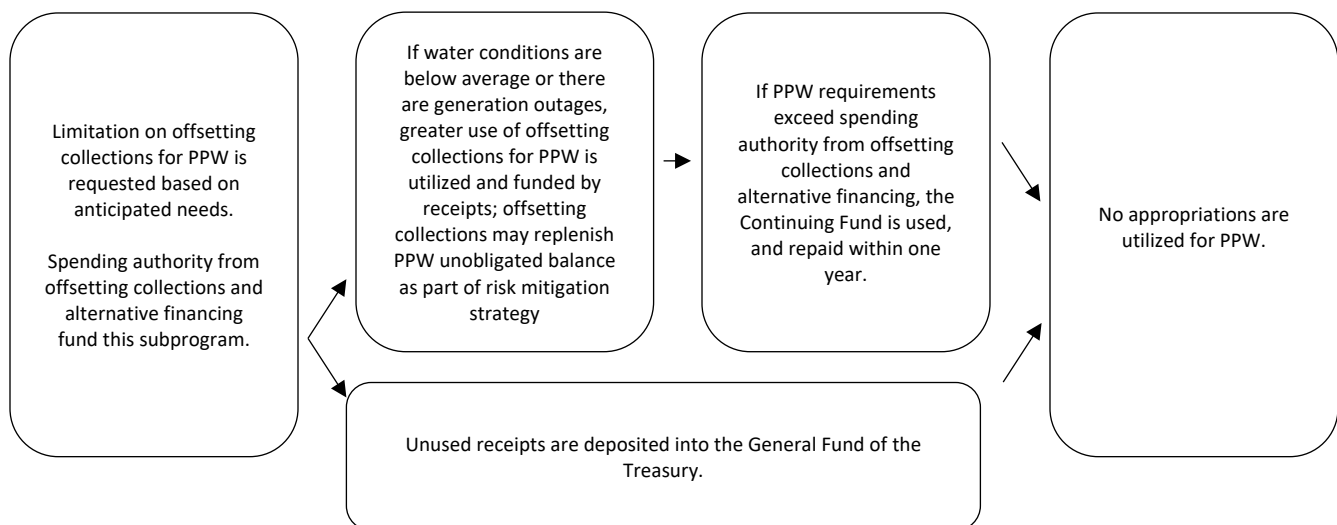 Limitation on offsetting
collections for PPW is
requested based on
anticipated needs.
Spending authority from
offsetting collections and
alternative financing
fund this subprogram.
If water conditions are
below average or there
are generation outages,
greater use of offsetting
collections for PPW is
utilized and funded by
receipts; offsetting
collections may replenish
PPW unobligated balance
as part of risk mitigation
strategy
If PPW requirements
exceed spending
authority from offsetting
collections and
alternative financing, the
Continuing Fund is used,
and repaid within one
year.
Unused receipts are deposited into the General Fund of the
Treasury.
No appropriations are
utilized for PPW.